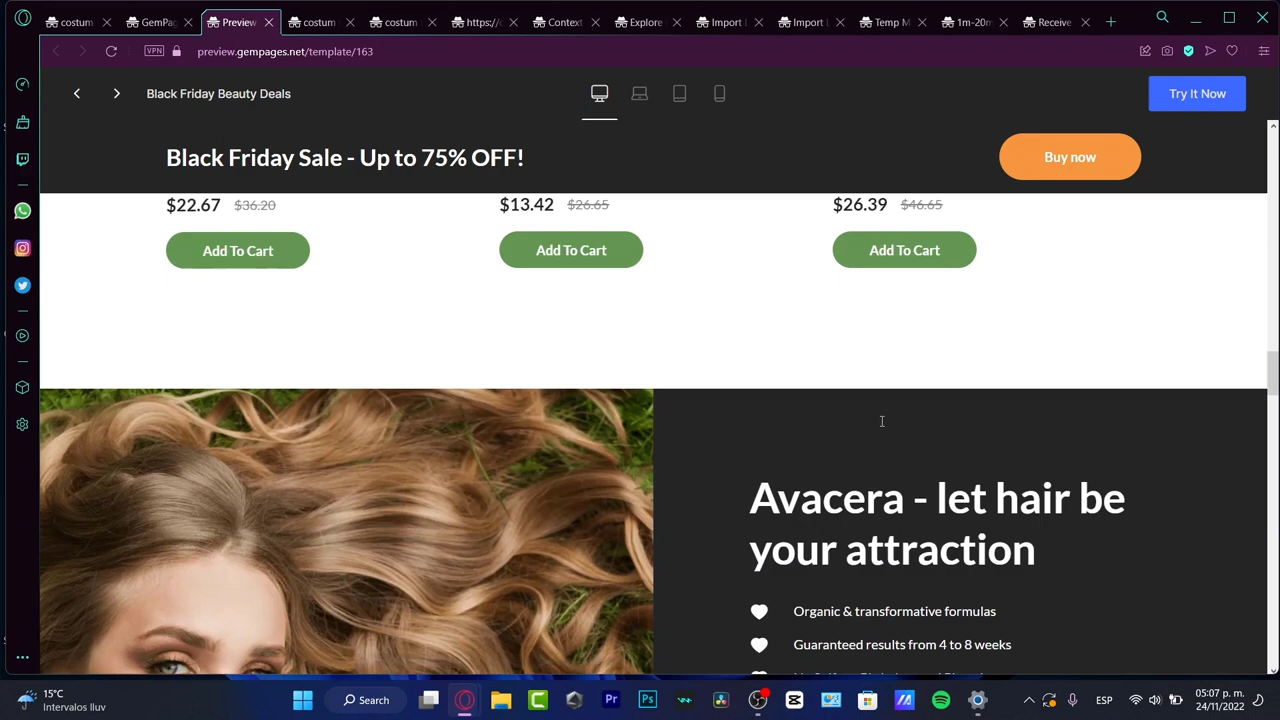 costum
GemPag
Preview
costum
costum
https://c
Context
Explore
Import L
Import L
Temp M
1m-20m
Receive
VPN
preview.gempages.net/template/163
Black Friday Beauty Deals
Try It Now
Black Friday Sale - Up to 75% OFF!
Buy now
$22.67 $36.20
$13.42 $26.65
$26.39 $46.65
Add To Cart
Add To Cart
Add To Cart
Avacera - let hair be
your attraction
Organic & transformative formulas
Guaranteed results from 4 to 8 weeks
15°C
Intervalos lluv
Search
Pr
Ps
ESP
05:07 p. m.
24/11/2022